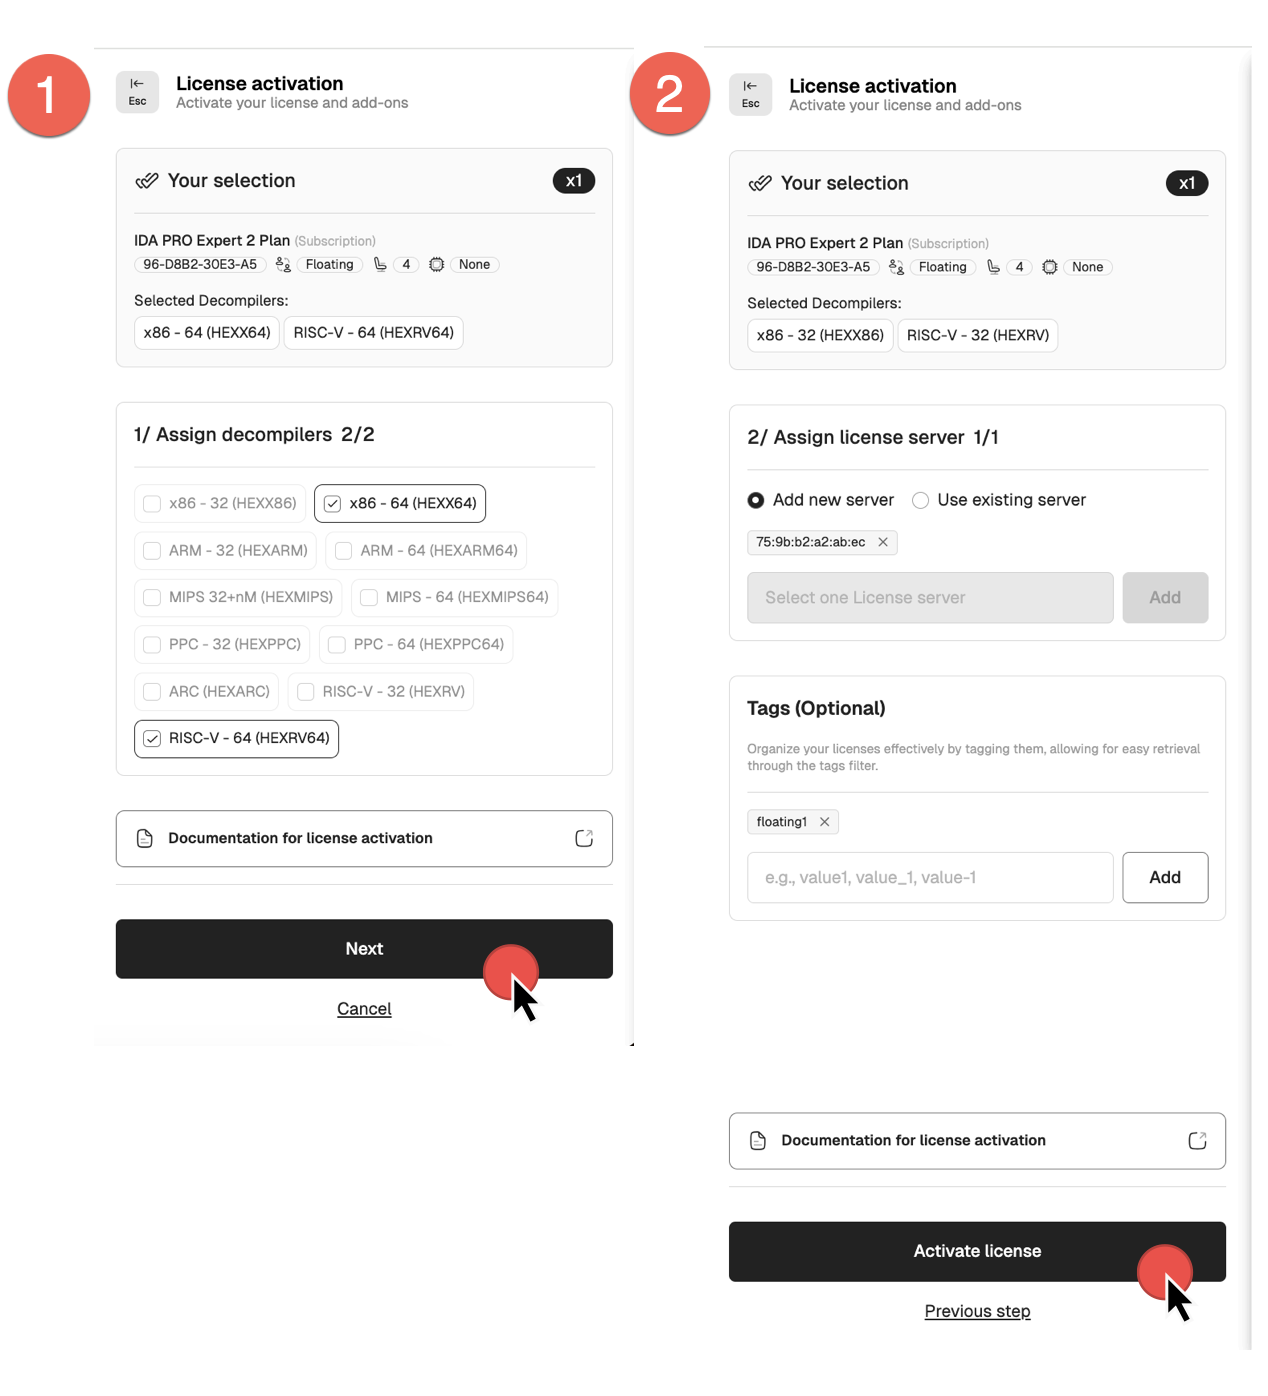 1
Esc
License activation
Activate your license and add-ons
Your selection x1
IDA PRO Expert 2 Plan (Subscription)
96-D8B2-30E3-A5 Floating 4 None
Selected Decompilers:
x86 - 64 (HEXX64) RISC-V - 64 (HEXRV64)
1/ Assign decompilers 2/2
x86 - 32 (HEXX86) x86 - 64 (HEXX64)
ARM - 32 (HEXARM) ARM - 64 (HEXARM64)
MIPS 32+nM (HEXMIPS) MIPS - 64 (HEXMIPS64)
PPC - 32 (HEXPPC) PPC - 64 (HEXPPC64)
ARC (HEXARC) RISC-V - 32 (HEXRV)
RISC-V - 64 (HEXRV64)
Documentation for license activation
Next
Cancel
2
Esc
License activation
Activate your license and add-ons
Your selection x1
IDA PRO Expert 2 Plan (Subscription)
96-D8B2-30E3-A5 Floating 4 None
Selected Decompilers:
x86 - 32 (HEXX86) RISC-V - 32 (HEXRV)
2/ Assign license server 1/1
Add new server Use existing server
75:9b:b2:a2:ab:ec
Select one License server Add
Tags (Optional)
Organize your licenses effectively by tagging them, allowing for easy retrieval
through the tags filter.
floating1
e.g., value1, value_1, value-1 Add
Documentation for license activation
Activate license
Previous step